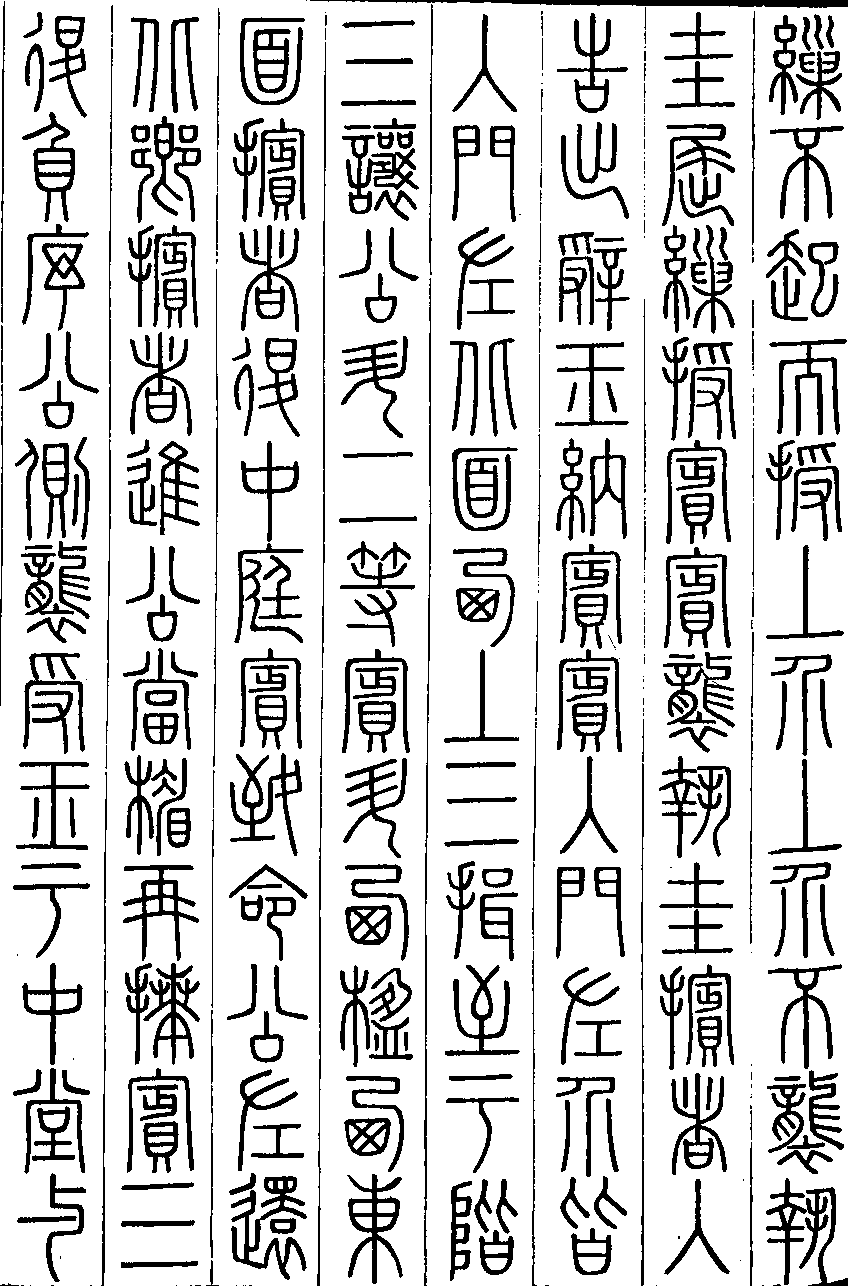 繅不起而授上介上介不襲執
圭屈繅授賓賓襲執圭擯者入
告出辭玉納賓賓入門左介皆
入門左北面西上三揖至于階
三讓公升二等賓升西楹西東
面擯者退中庭賓致命公左還
北鄉擯者進公當楣再拜賓三
退負序公側襲受玉于中堂與